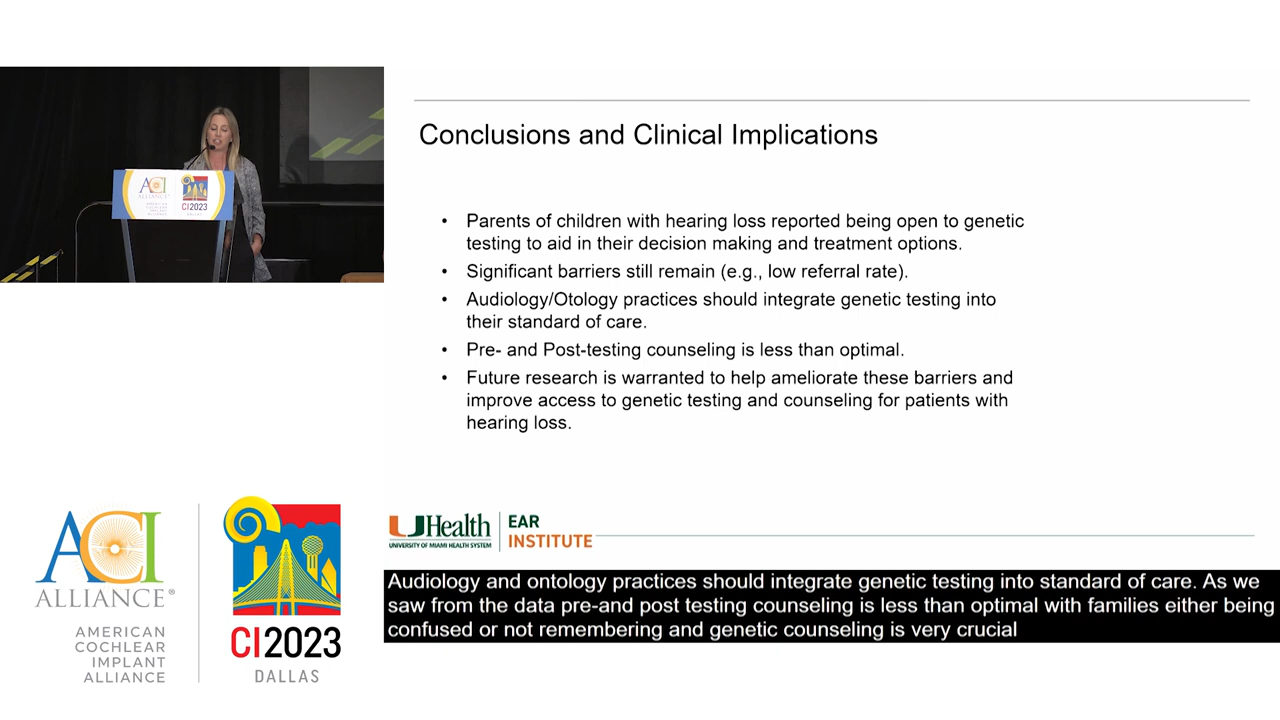 ACI
ALLIANCE
CI2023
DALLAS
Conclusions and Clinical Implications
• Parents of children with hearing loss reported being open to genetic
testing to aid in their decision making and treatment options.
• Significant barriers still remain (e.g., low referral rate).
• Audiology/Otology practices should integrate genetic testing into
their standard of care.
• Pre- and Post-testing counseling is less than optimal.
• Future research is warranted to help ameliorate these barriers and
improve access to genetic testing and counseling for patients with
hearing loss.
ACI
ALLIANCE®
AMERICAN
COCHLEAR
IMPLANT
ALLIANCE
CI2023
DALLAS
UHealth
UNIVERSITY OF MIAMI HEALTH SYSTEM
EAR
INSTITUTE
Audiology and ontology practices should integrate genetic testing into standard of care. As we
saw from the data pre-and post testing counseling is less than optimal with families either being
confused or not remembering and genetic counseling is very crucial